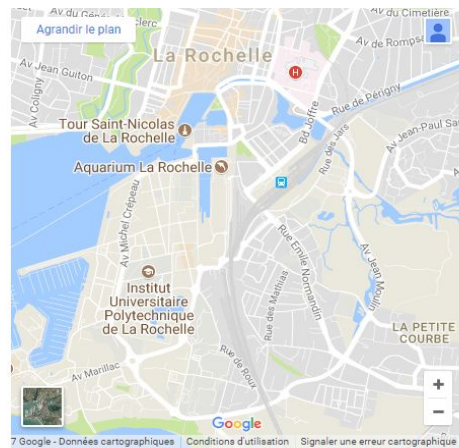 Agrandir le plan
Av du Cimetière
La Rochelle
Av de Rompsa
Av Jean Guiton
Av Coligny
H
Rue de Périgny
Bd Joffre
Tour Saint-Nicolas
de La Rochelle
Rue des Jars
Av Jean-Paul Sa
Aquarium La Rochelle
Av Michel Crépeau
Av Jean Moulin
Rue Emile Normandin
Institut
Universitaire
Polytechnique
de La Rochelle
Rue des Mathias
LA PETITE
COURBE
Rue de Roux
Av Marillac
+
−
Google
7 Google - Données cartographiques
Conditions d'utilisation
Signaler une erreur cartographique